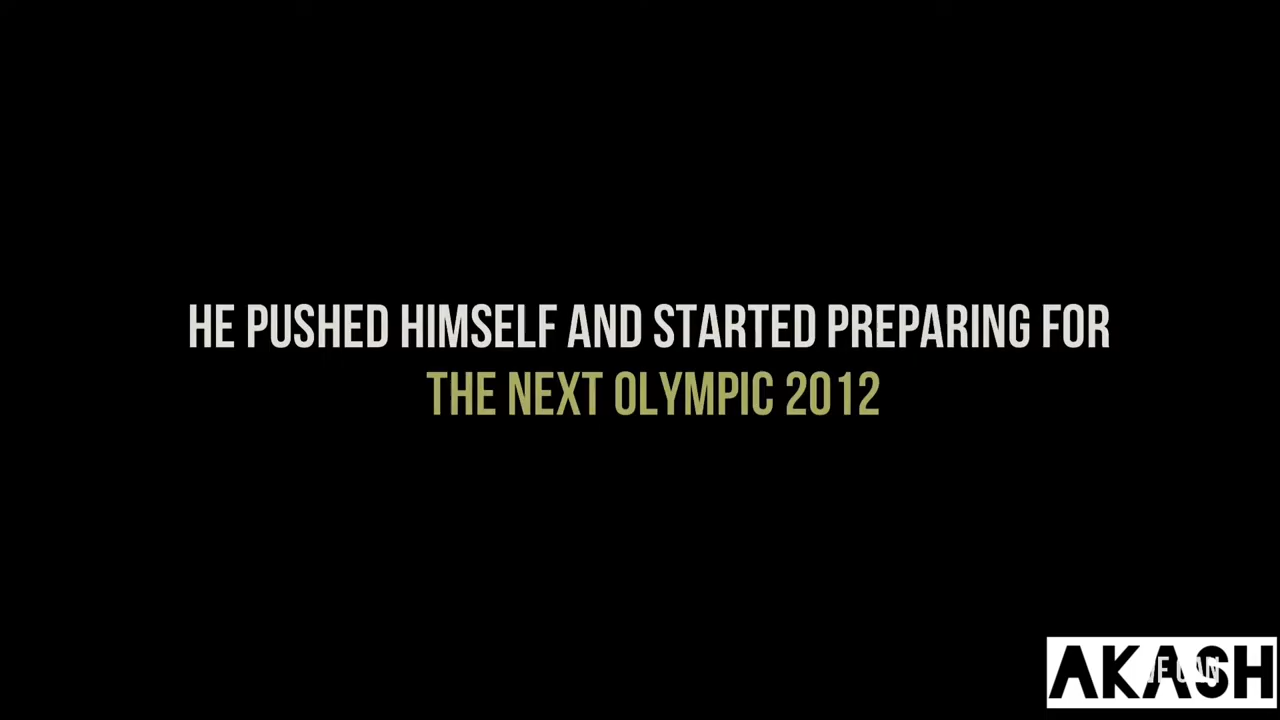 HE PUSHED HIMSELF AND STARTED PREPARING FOR
THE NEXT OLYMPIC 2012
AKASH